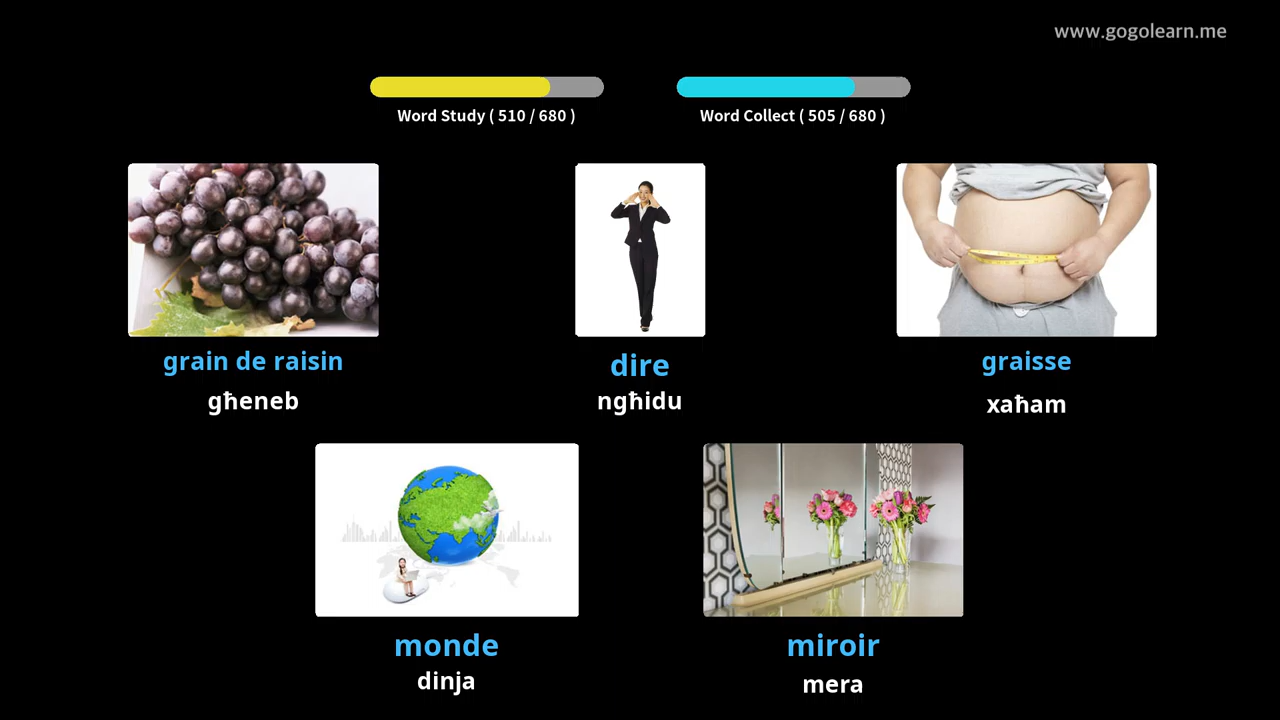 www.gogolearn.me
Word Study ( 510 / 680 )
Word Collect ( 505 / 680 )
grain de raisin
għeneb
dire
ngħidu
graisse
xaħam
monde
dinja
miroir
mera